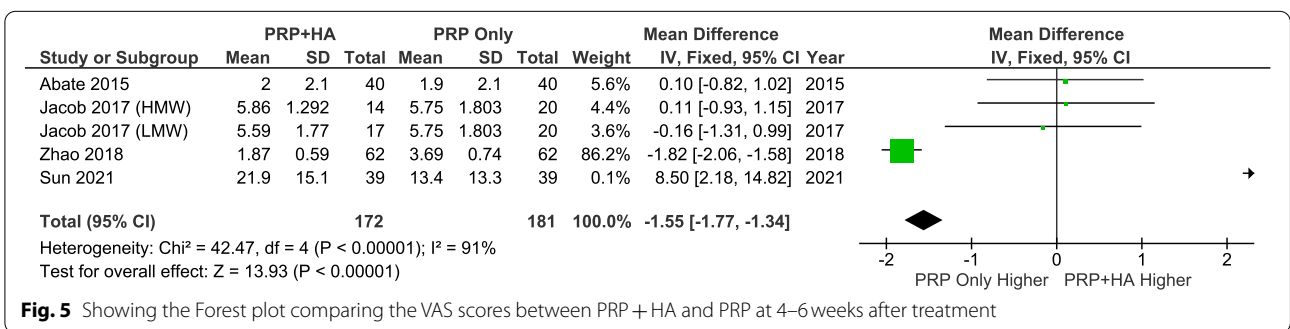 PRP+HA PRP Only Mean Difference Mean Difference
Study or Subgroup Mean SD Total Mean SD Total Weight IV, Fixed, 95% CI Year IV, Fixed, 95% CI
Abate 2015 2 2.1 40 1.9 2.1 40 5.6% 0.10 [-0.82, 1.02] 2015
Jacob 2017 (HMW) 5.86 1.292 14 5.75 1.803 20 4.4% 0.11 [-0.93, 1.15] 2017
Jacob 2017 (LMW) 5.59 1.77 17 5.75 1.803 20 3.6% -0.16 [-1.31, 0.99] 2017
Zhao 2018 1.87 0.59 62 3.69 0.74 62 86.2% -1.82 [-2.06, -1.58] 2018
Sun 2021 21.9 15.1 39 13.4 13.3 39 0.1% 8.50 [2.18, 14.82] 2021
Total (95% CI) 172 181 100.0% -1.55 [-1.77, -1.34]
Heterogeneity: Chi² = 42.47, df = 4 (P < 0.00001); I² = 91%
Test for overall effect: Z = 13.93 (P < 0.00001)
-2 -1 0 1 2
PRP Only Higher PRP+HA Higher
Fig. 5 Showing the Forest plot comparing the VAS scores between PRP + HA and PRP at 4–6 weeks after treatment